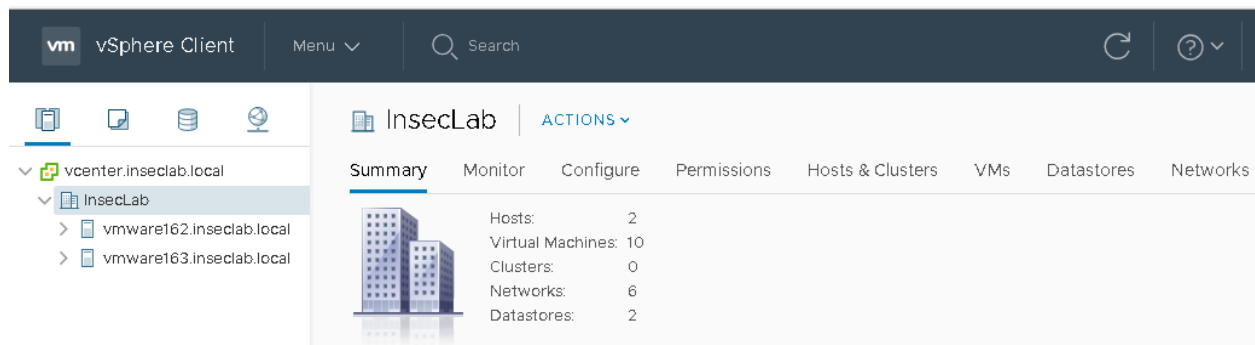 vm vSphere Client Menu Search
InsecLab ACTIONS
vcenter.inseclab.local
InsecLab
vmware162.inseclab.local
vmware163.inseclab.local
Summary Monitor Configure Permissions Hosts & Clusters VMs Datastores Networks
Hosts: 2
Virtual Machines: 10
Clusters: 0
Networks: 6
Datastores: 2